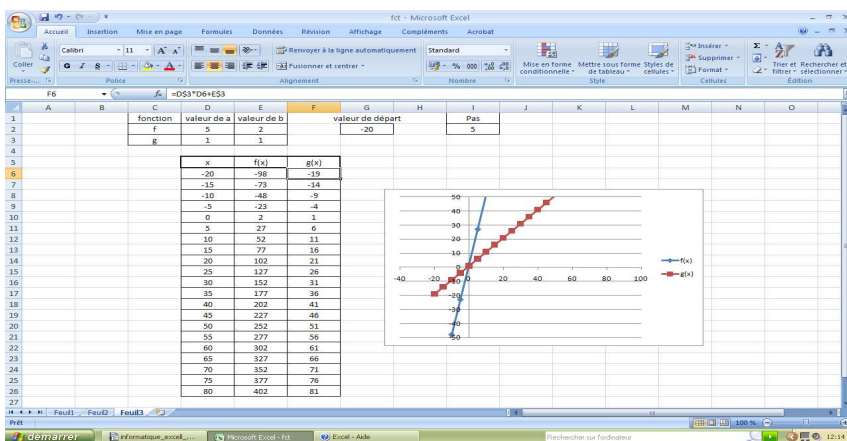 fct - Microsoft Excel
Accueil Insertion Mise en page Formules Données Révision Affichage Compléments Acrobat
Calibri 11 A A Renvoyer à la ligne automatiquement Standard Insérer Σ
Coller G I S A Fusionner et centrer % 000 Mise en forme conditionnelle Mettre sous forme de tableau Styles de cellules Supprimer Format Trier et filtrer Rechercher et sélectionner
Presse-... Police Alignement Nombre Style Cellules Édition
F6 fx =D$3*D6+E$3
A B C D E F G H I J K L M N O
1 fonction valeur de a valeur de b valeur de départ Pas
2 f 5 2 -20 5
3 g 1 1
4
5 x f(x) g(x)
6 -20 -98 -19
7 -15 -73 -14
8 -10 -48 -9
9 -5 -23 -4
10 0 2 1
11 5 27 6
12 10 52 11
13 15 77 16
14 20 102 21
15 25 127 26
16 30 152 31
17 35 177 36
18 40 202 41
19 45 227 46
20 50 252 51
21 55 277 56
22 60 302 61
23 65 327 66
24 70 352 71
25 75 377 76
26 80 402 81
27
50
40
30
20
10
0
-40 -20 0 20 40 60 80 100
-10
-20
-30
-40
-50
f(x)
g(x)
Feuil1 Feuil2 Feuil3
Prêt 100 %
démarrer informatique_excell_... Microsoft Excel - fct Excel - Aide Rechercher sur l'ordinateur 12:14